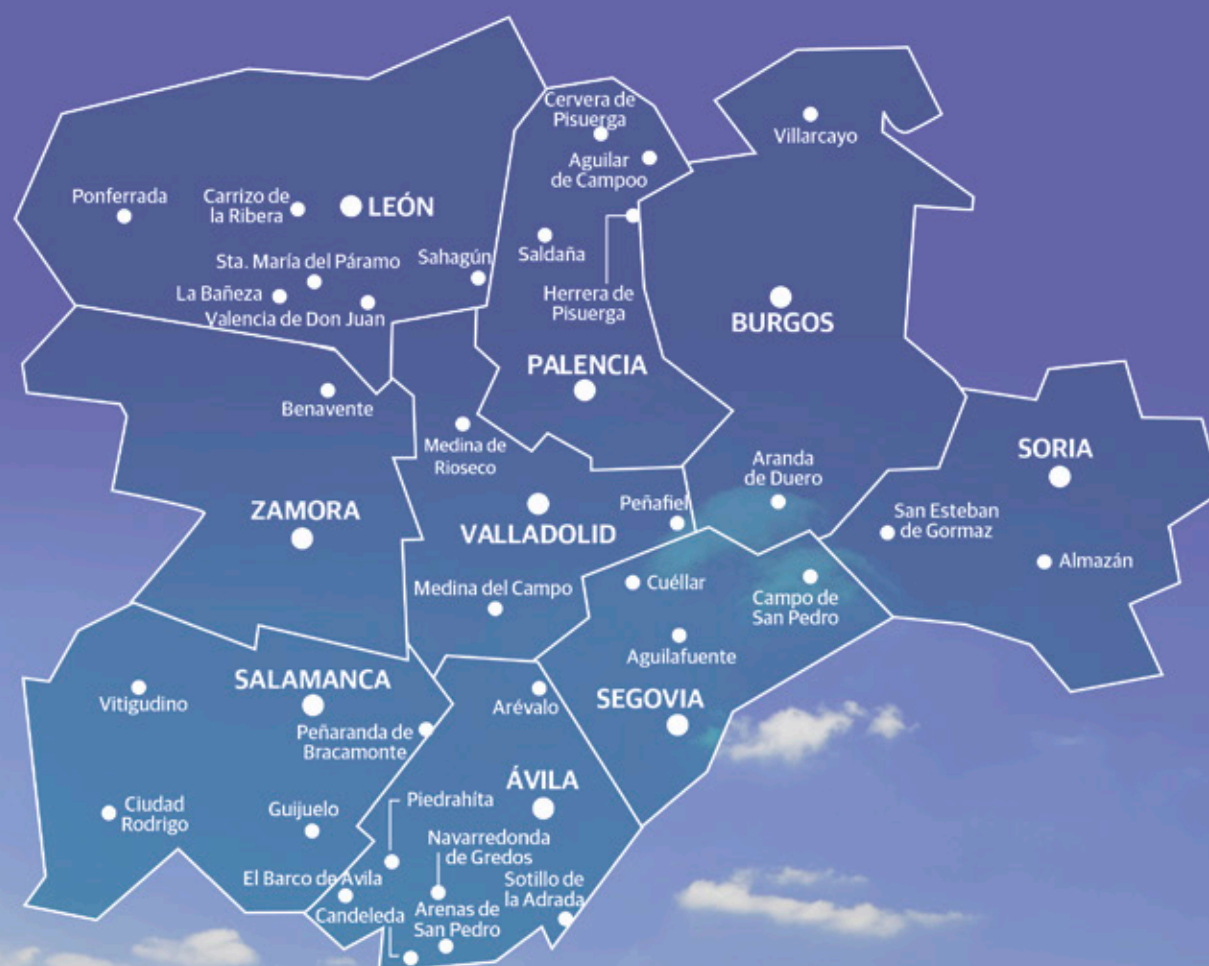 Cervera de
Pisuerga
Villarcayo
Aguilar
de Campoo
Ponferrada
Carrizo de
la Ribera
LEÓN
Saldaña
Sta. María del Páramo
Sahagún
La Bañeza
Valencia de Don Juan
Herrera de
Pisuerga
BURGOS
PALENCIA
Benavente
Medina de
Rioseco
Aranda
de Duero
SORIA
ZAMORA
VALLADOLID
Peñafiel
San Esteban
de Gormaz
Almazán
Medina del Campo
Cuéllar
Campo de
San Pedro
Aguilafuente
Vitigudino
SALAMANCA
Arévalo
SEGOVIA
Peñaranda de
Bracamonte
ÁVILA
Ciudad
Rodrigo
Guijuelo
Piedrahíta
Navarredonda
de Gredos
El Barco de Ávila
Sotillo de
la Adrada
Candeleda
Arenas de
San Pedro